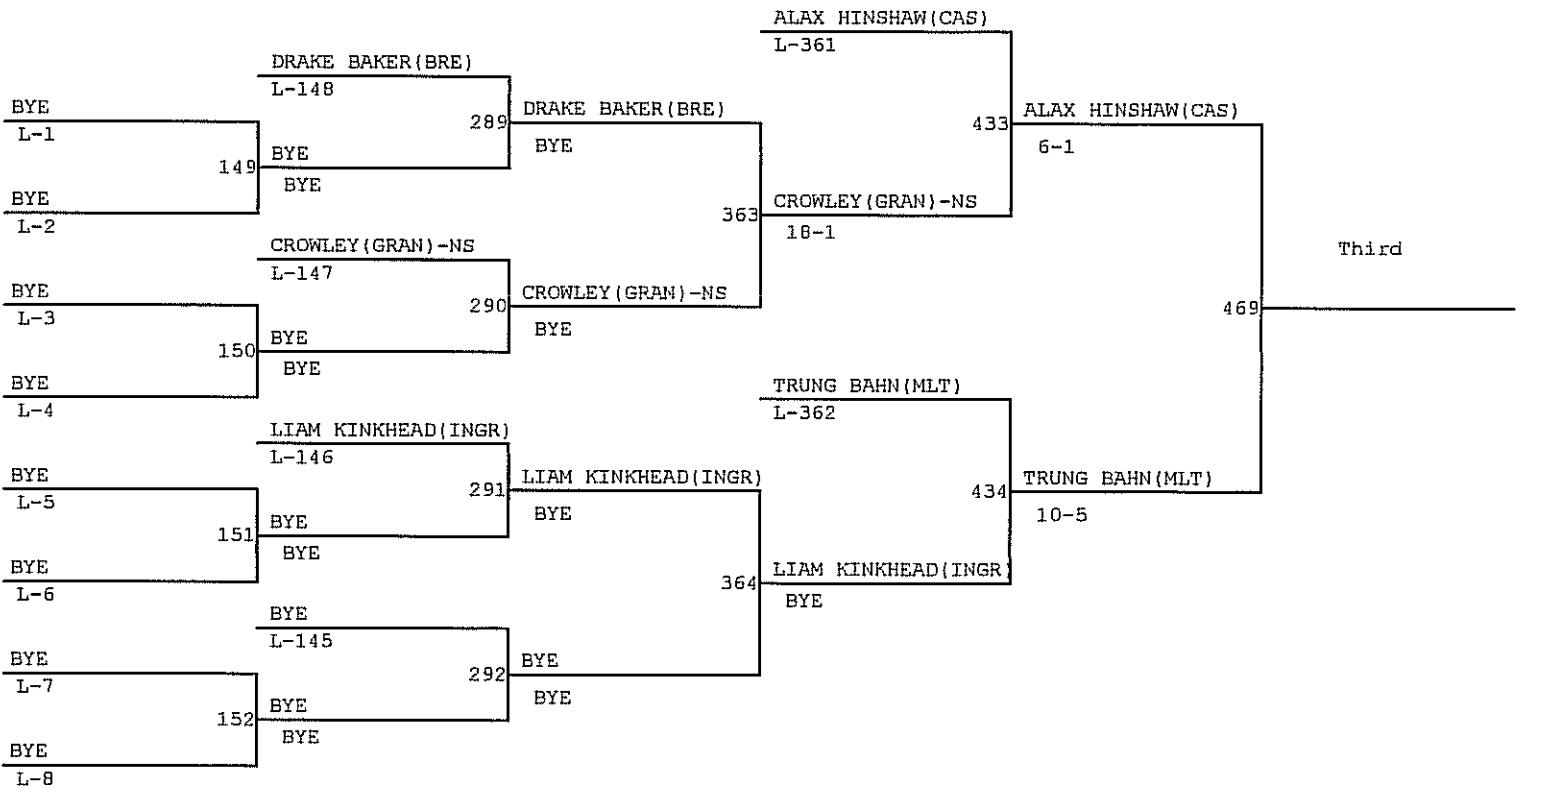 ALAX HINSHAW(CAS)
L-361
DRAKE BAKER(BRE)
L-148
BYE
L-1
289
DRAKE BAKER(BRE)
BYE
433
ALAX HINSHAW(CAS)
6-1
149
BYE
BYE
BYE
L-2
363
CROWLEY(GRAN)-NS
18-1
CROWLEY(GRAN)-NS
L-147
Third
BYE
L-3
290
CROWLEY(GRAN)-NS
BYE
469
150
BYE
BYE
BYE
L-4
TRUNG BAHN(MLT)
L-362
LIAM KINKHEAD(INGR)
L-146
BYE
L-5
291
LIAM KINKHEAD(INGR)
BYE
434
TRUNG BAHN(MLT)
10-5
151
BYE
BYE
BYE
L-6
364
LIAM KINKHEAD(INGR)
BYE
BYE
L-145
BYE
L-7
292
BYE
BYE
152
BYE
BYE
BYE
L-8